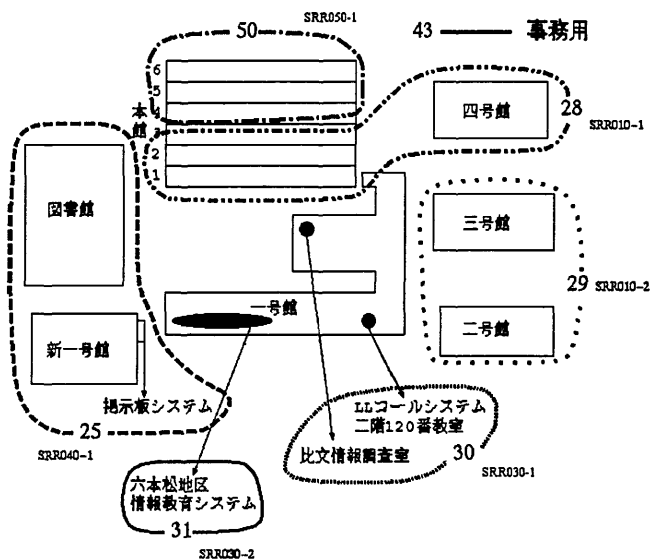 SRR050-1
50
43 事務用
6
5
4
3
2
1
本館
四号館
28
SRR010-1
図書館
三号館
29
SRR010-2
二号館
一号館
新一号館
掲示板システム
25
SRR040-1
LLコールシステム
二階120番教室
比文情報調査室
30
SRR030-1
六本松地区
情報教育システム
31
SRR030-2